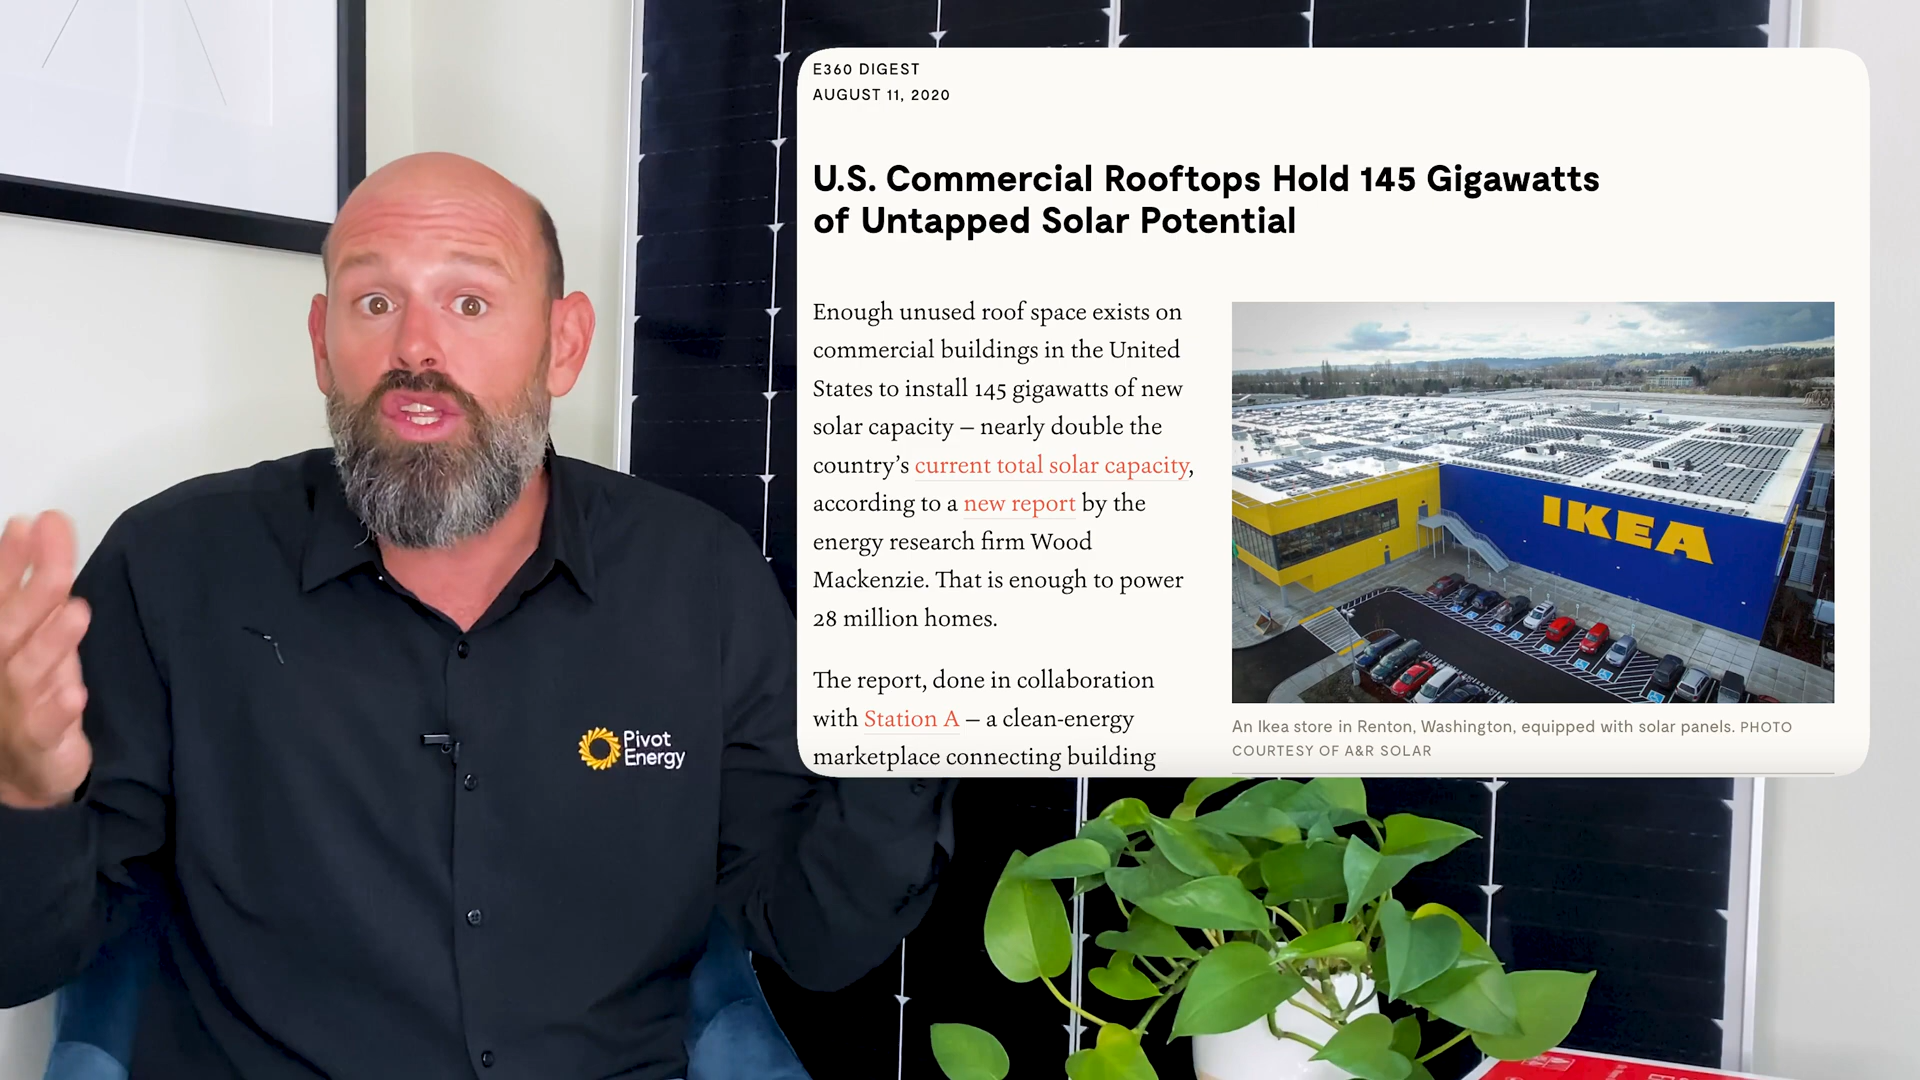 E360 DIGEST
AUGUST 11, 2020
U.S. Commercial Rooftops Hold 145 Gigawatts
of Untapped Solar Potential
Enough unused roof space exists on
commercial buildings in the United
States to install 145 gigawatts of new
solar capacity – nearly double the
country’s current total solar capacity,
according to a new report by the
energy research firm Wood
Mackenzie. That is enough to power
28 million homes.
The report, done in collaboration
with Station A – a clean-energy
marketplace connecting building
IKEA
An Ikea store in Renton, Washington, equipped with solar panels. PHOTO
COURTESY OF A&R SOLAR
Pivot
Energy